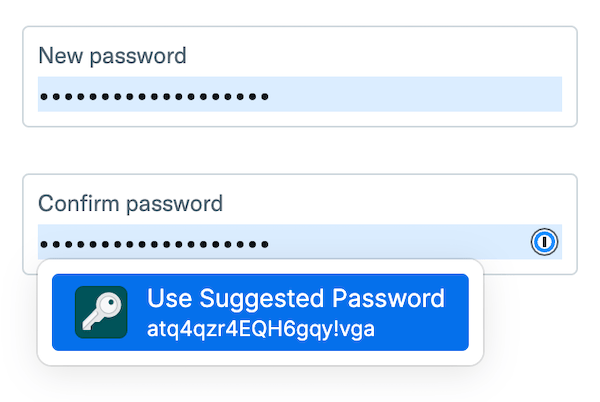 New password
•••••••••••••••••••
Confirm password
•••••••••••••••••••
Use Suggested Password
atq4qzr4EQH6gqy!vga